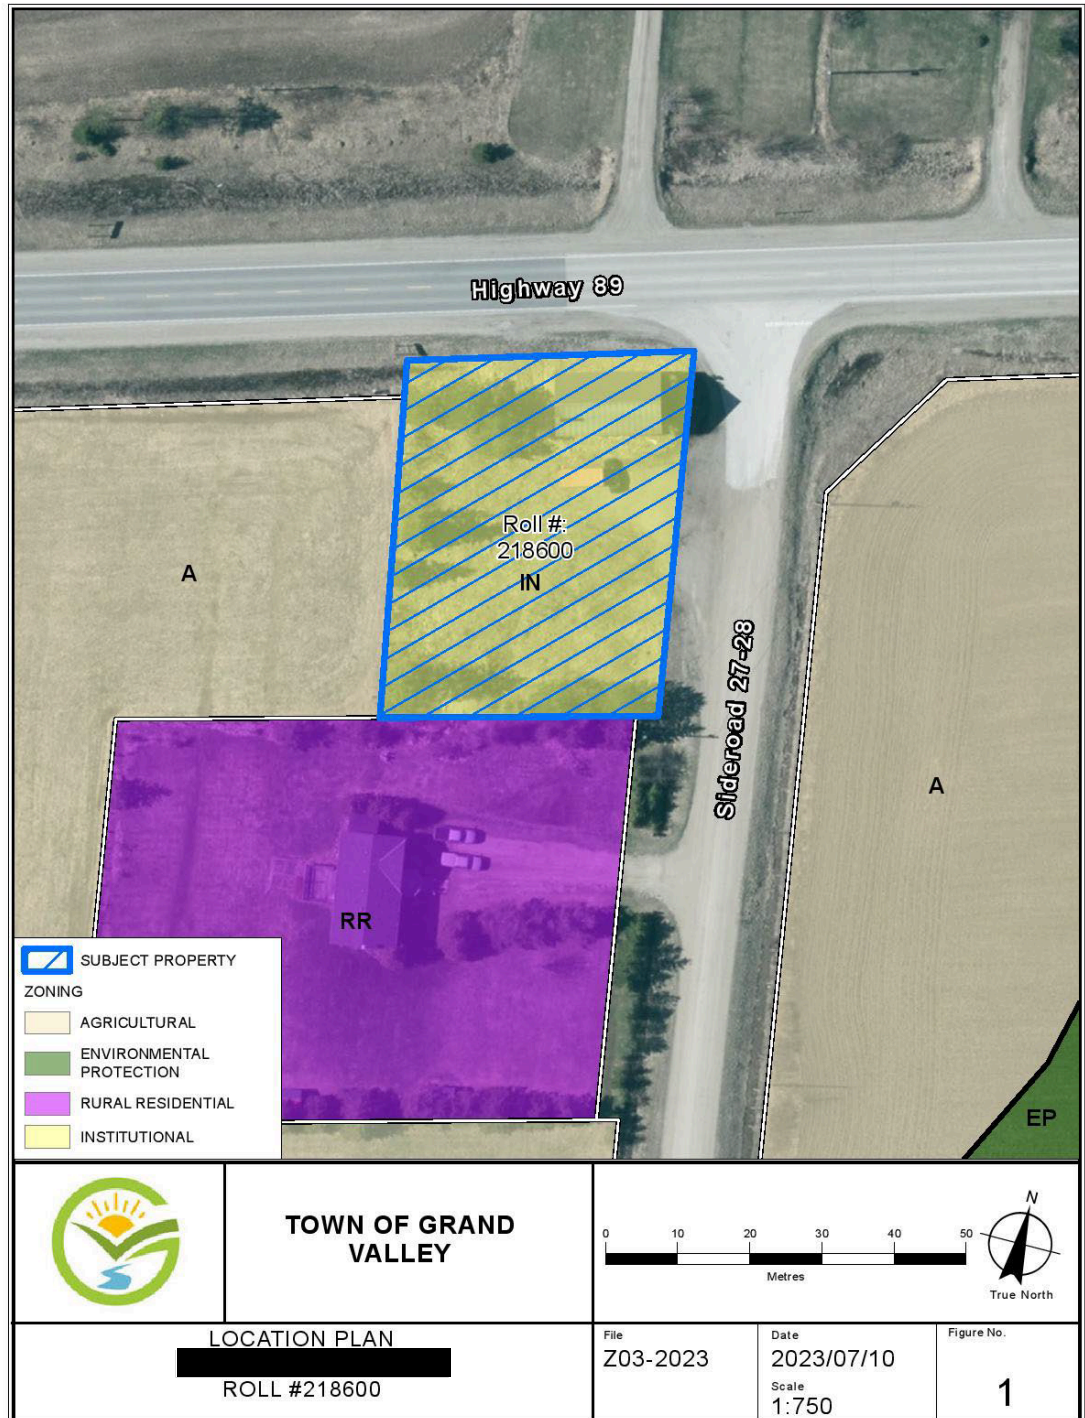 Highway 89
Roll #:
218600
IN
A
Sideroad 27-28
A
RR
EP
SUBJECT PROPERTY
ZONING
AGRICULTURAL
ENVIRONMENTAL
PROTECTION
RURAL RESIDENTIAL
INSTITUTIONAL
TOWN OF GRAND
VALLEY
0 10 20 30 40 50
Metres
N
True North
LOCATION PLAN
ROLL #218600
File
Z03-2023
Date
2023/07/10
Scale
1:750
Figure No.
1